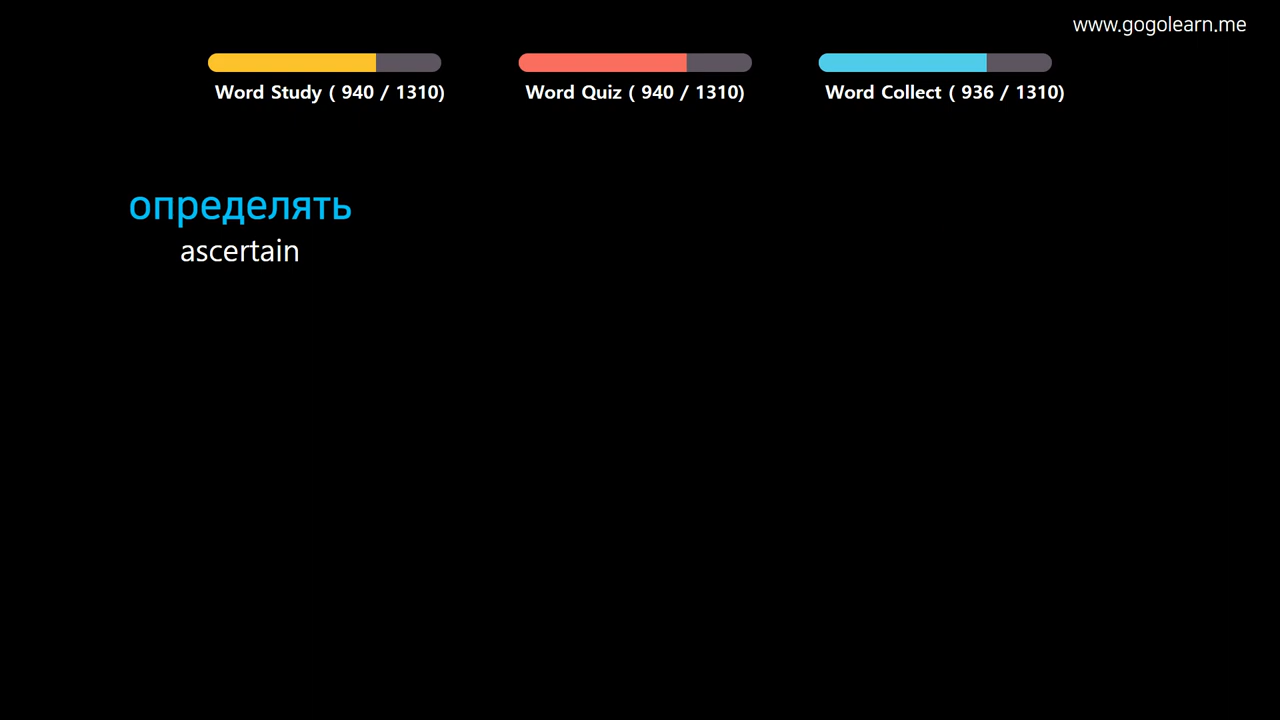 www.gogolearn.me
Word Study ( 940 / 1310)
Word Quiz ( 940 / 1310)
Word Collect ( 936 / 1310)
определять
ascertain